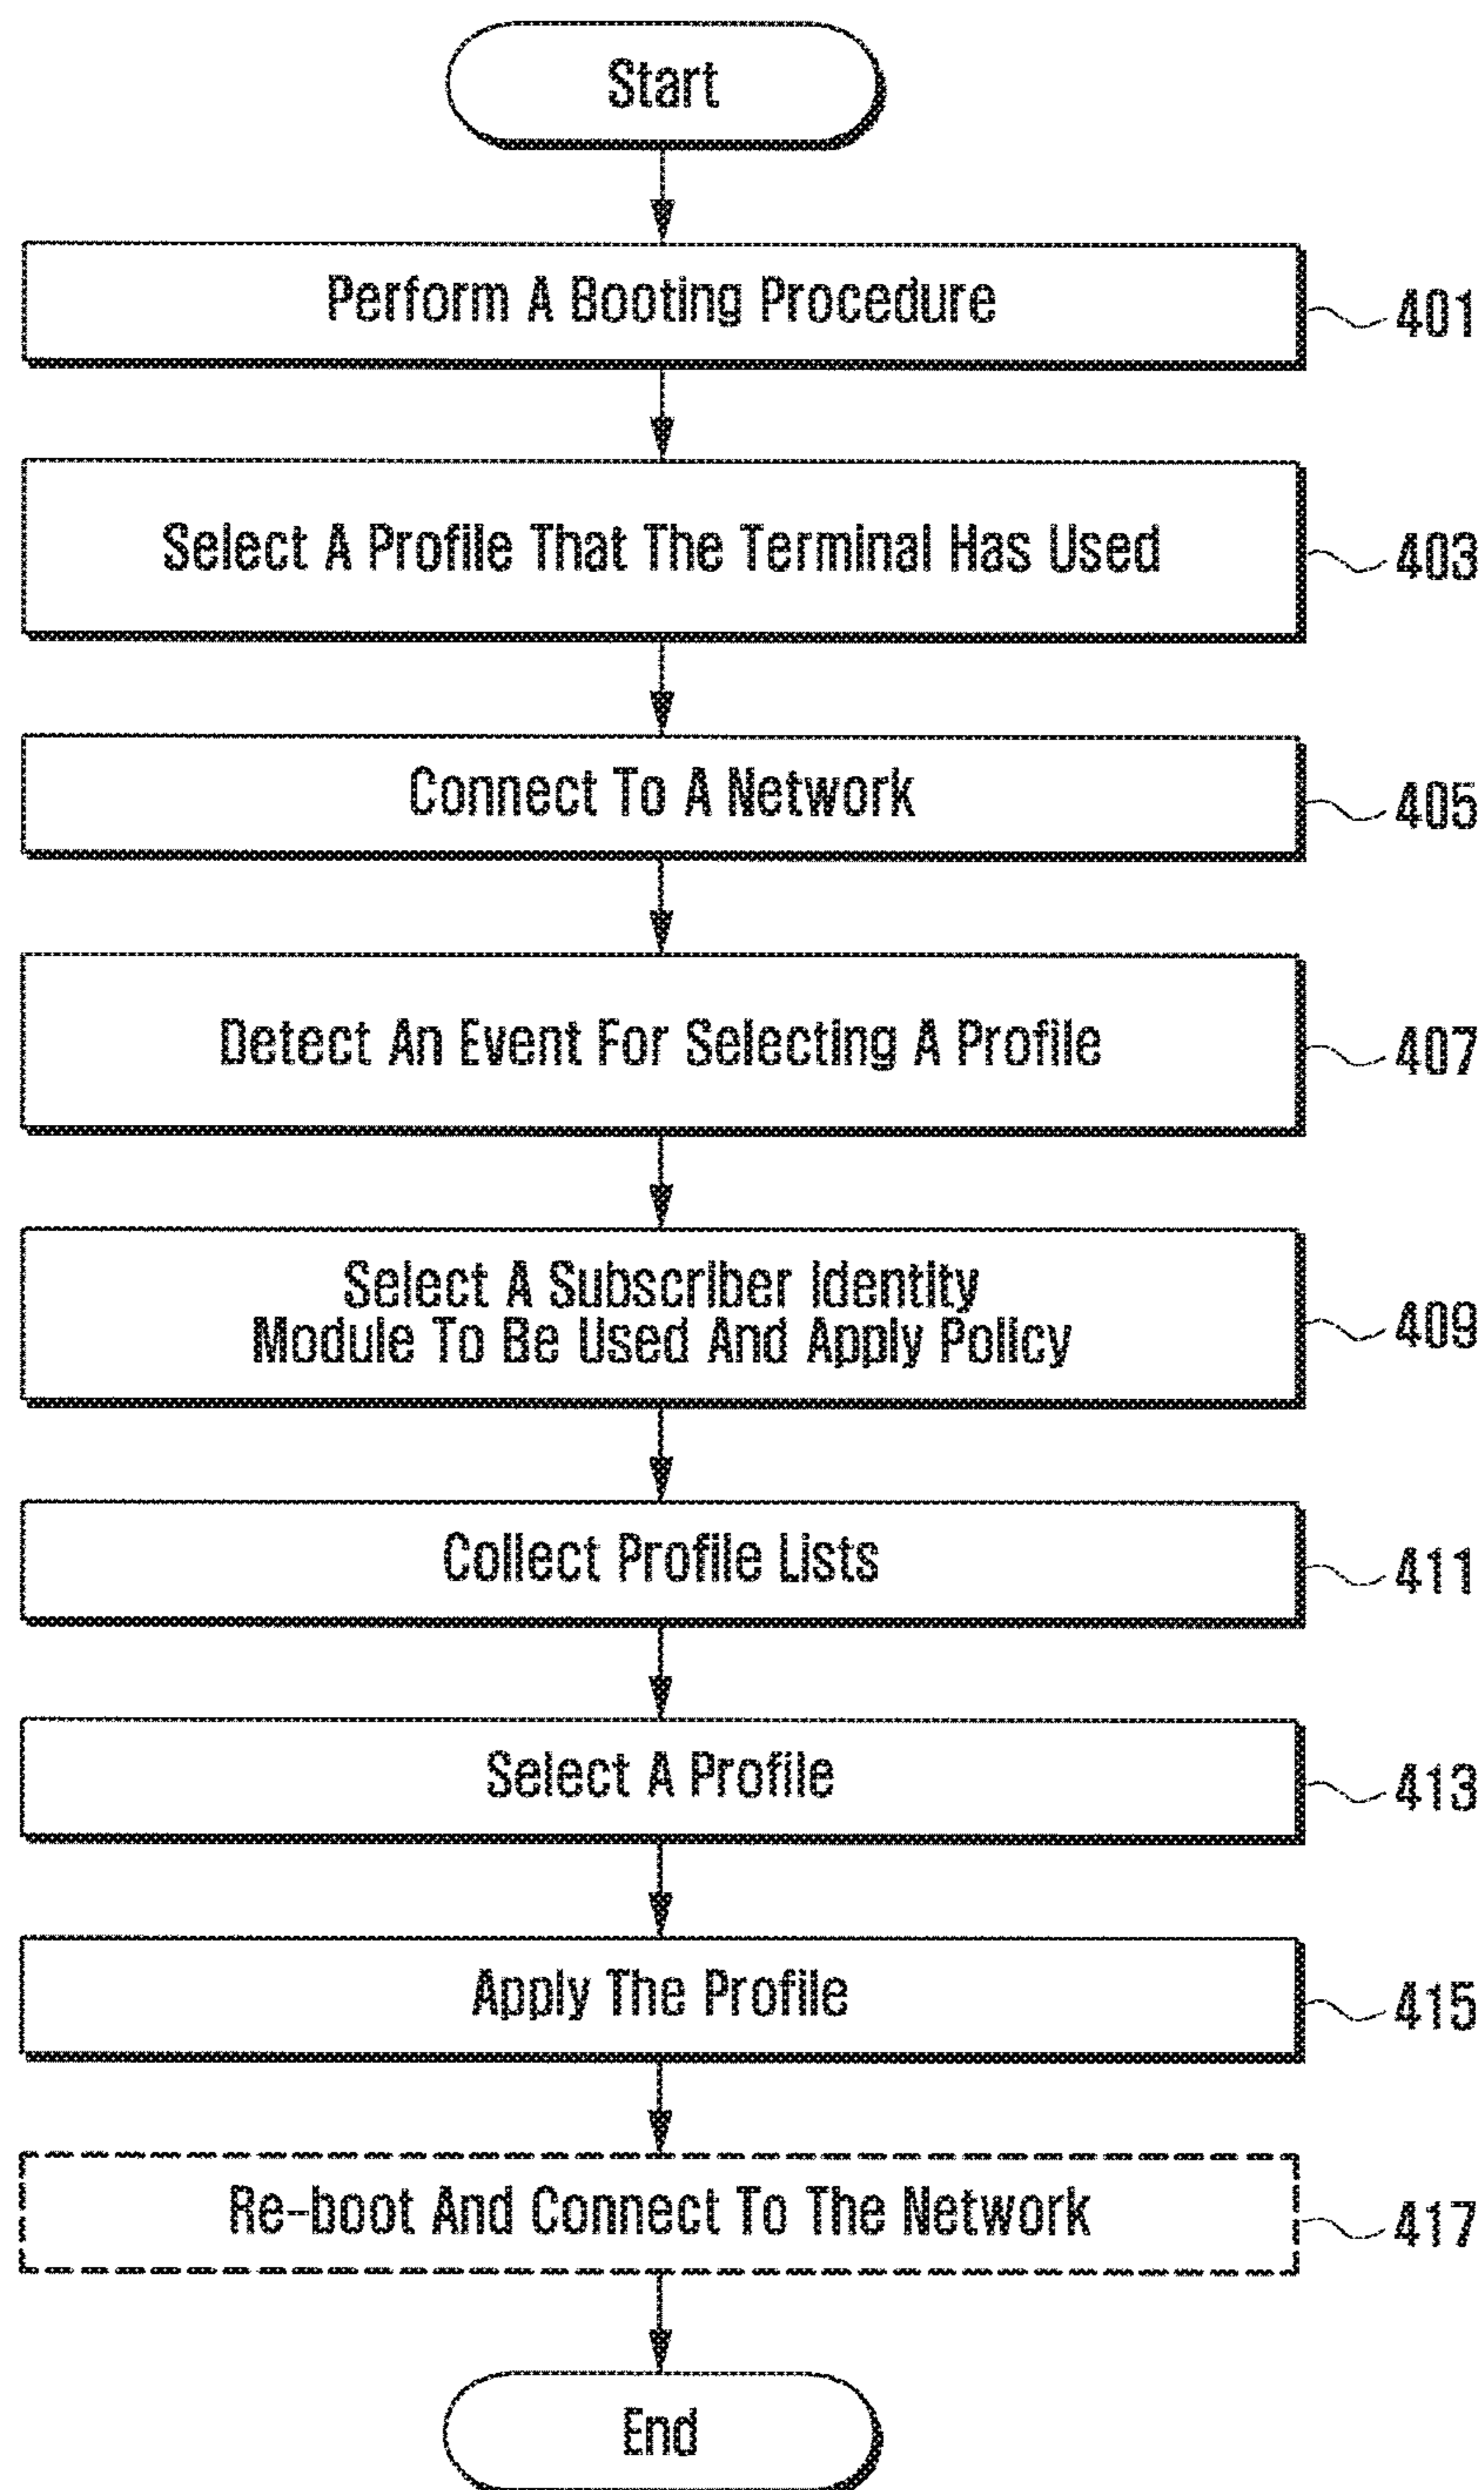 Start
Perform A Booting Procedure
401
Select A Profile That The Terminal Has Used
403
Connect To A Network
405
Detect An Event For Selecting A Profile
407
Select A Subscriber Identity
Module To Be Used And Apply Policy
409
Collect Profile Lists
411
Select A Profile
413
Apply The Profile
415
Re-boot And Connect To The Network
417
End